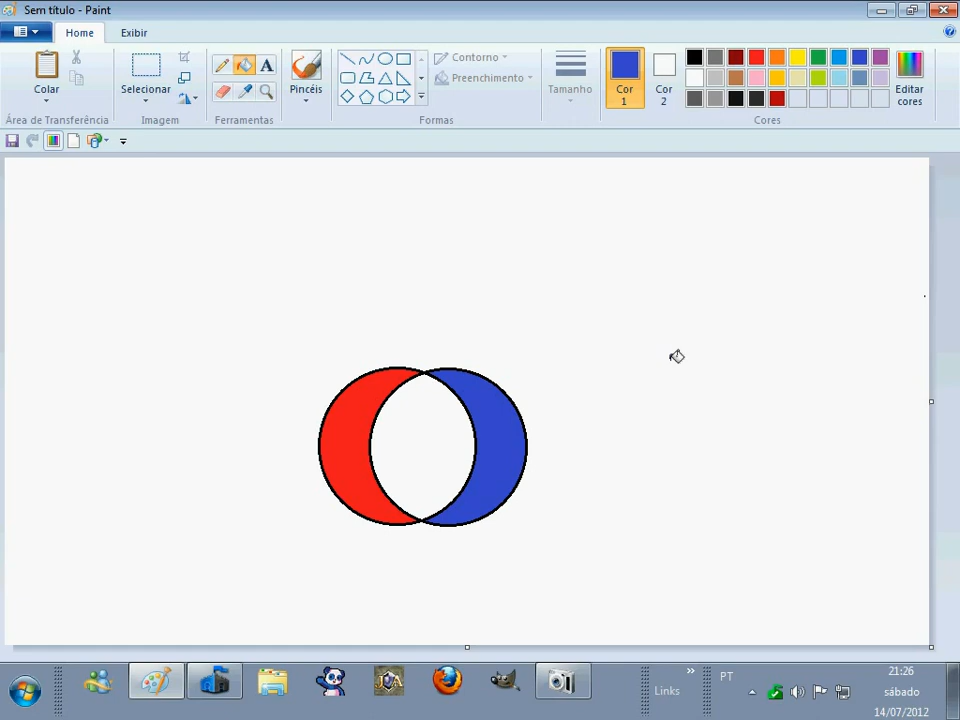 Sem título - Paint
Home Exibir
Colar
Selecionar
A
Pincéis
Contorno
Preenchimento
Tamanho
Cor 1
Cor 2
Editar cores
Área de Transferência
Imagem
Ferramentas
Formas
Cores
Links
»
PT
JA
21:26
sábado
14/07/2012